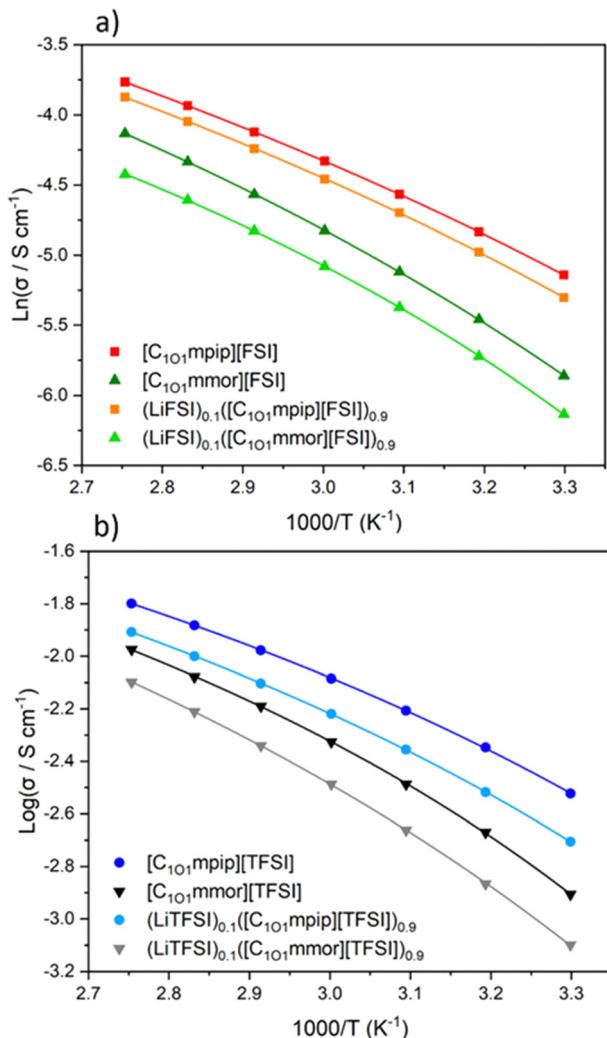 a)
-3.5
-4.0
-4.5
-5.0
-5.5
-6.0
-6.5
Ln(σ / S cm⁻¹)
[C₁O₁mpip][FSI]
[C₁O₁mmor][FSI]
(LiFSI)₀.₁([C₁O₁mpip][FSI])₀.₉
(LiFSI)₀.₁([C₁O₁mmor][FSI])₀.₉
2.7 2.8 2.9 3.0 3.1 3.2 3.3
1000/T (K⁻¹)
b)
-1.6
-1.8
-2.0
-2.2
-2.4
-2.6
-2.8
-3.0
-3.2
Log(σ / S cm⁻¹)
[C₁O₁mpip][TFSI]
[C₁O₁mmor][TFSI]
(LiTFSI)₀.₁([C₁O₁mpip][TFSI])₀.₉
(LiTFSI)₀.₁([C₁O₁mmor][TFSI])₀.₉
2.7 2.8 2.9 3.0 3.1 3.2 3.3
1000/T (K⁻¹)